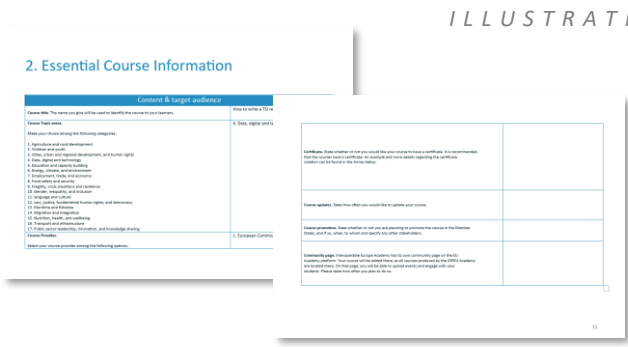 ILLUSTRATI
2. Essential Course Information
Content & target audience
Course title. The name you give will be used to identify the course to your learners.
How to write a TSI re
Course Topic areas.
4. Data, digital and te
Make your choice among the following categories:
1. Agriculture and rural development
2. Children and youth
3. Cities, urban and regional development, and human rights
4. Data, digital and technology
5. Education and capacity building
6. Energy, climate, and environment
7. Employment, trade, and economy
8. Food safety and security
9. Fragility, crisis situations and resilience
10. Gender, inequality, and inclusion
11. Language and culture
12. Law, justice, fundamental human rights, and democracy
13. Maritime and fisheries
14. Migration and integration
15. Nutrition, health, and wellbeing
16. Transport and infrastructure
17. Public sector leadership, innovation, and knowledge sharing
Course Provider.
1. European Commis
Select your course provider among the following options:
Certificate. State whether or not you would like your course to have a certificate. It is recommended
that the courses have a certificate. An example and more details regarding the certificate
creation can be found in the Annex below.
Course updates. State how often you would like to update your course.
Course promotion. State whether or not you are planning to promote the course in the Member
States, and if so, when, to whom and specify any other stakeholders.
Community page. Interoperable Europe Academy has its own community page on the EU
Academy platform. Your course will be added there, as all courses produced by the
are located there. On that page, you will be able to upload events and engage with your
students. Please state how often you plan to do so.